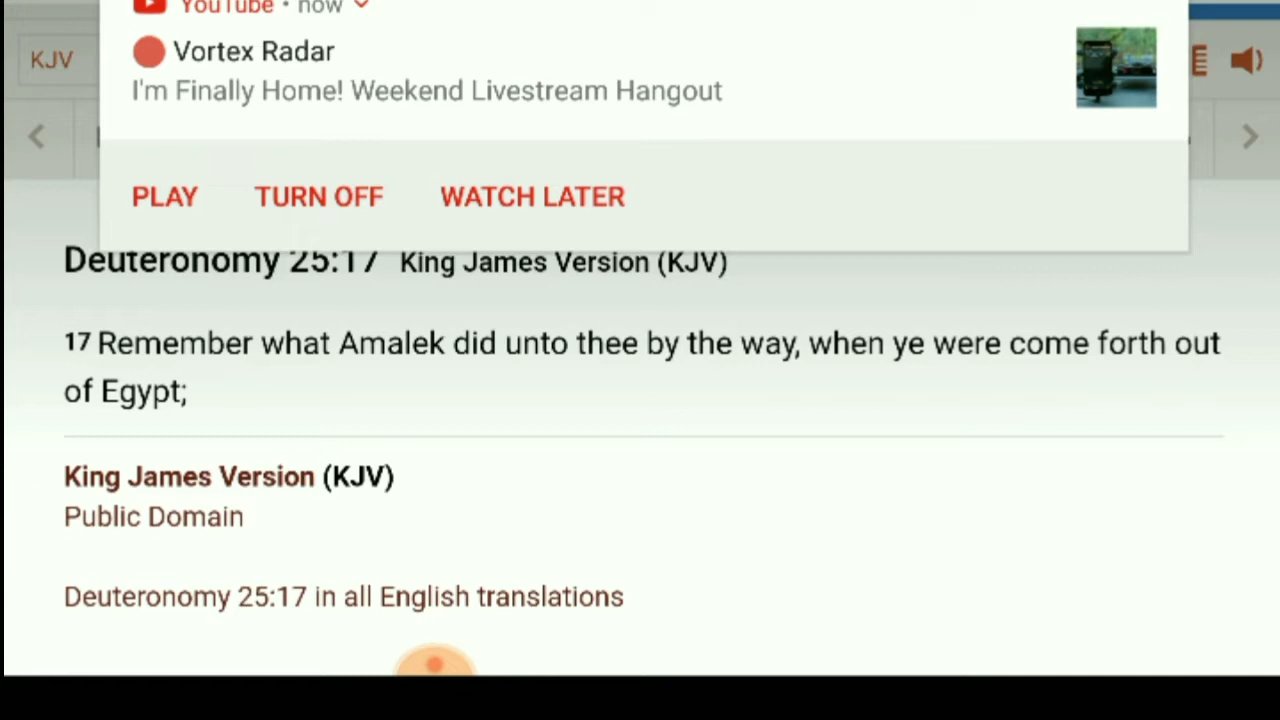 YouTube • now
KJV
Vortex Radar
I'm Finally Home! Weekend Livestream Hangout
PLAY TURN OFF WATCH LATER
Deuteronomy 25:17 King James Version (KJV)
17 Remember what Amalek did unto thee by the way, when ye were come forth out
of Egypt;
King James Version (KJV)
Public Domain
Deuteronomy 25:17 in all English translations